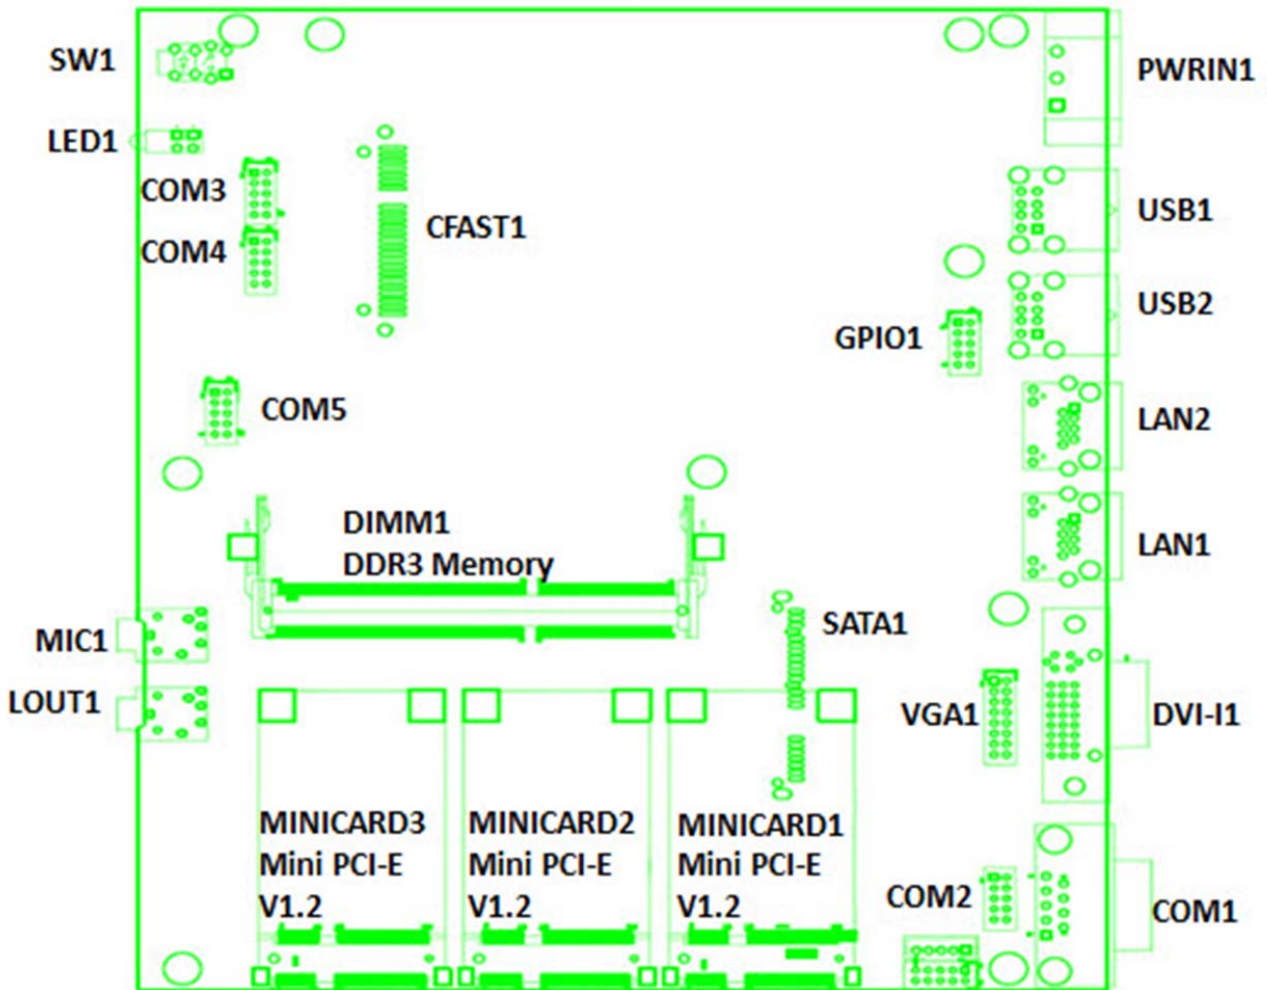 SW1
PWRIN1
LED1
COM3
USB1
CFAST1
COM4
USB2
GPIO1
COM5
LAN2
DIMM1
DDR3 Memory
LAN1
SATA1
MIC1
LOUT1
VGA1
DVI-I1
MINICARD3
Mini PCI-E
V1.2
MINICARD2
Mini PCI-E
V1.2
MINICARD1
Mini PCI-E
V1.2
COM2
COM1